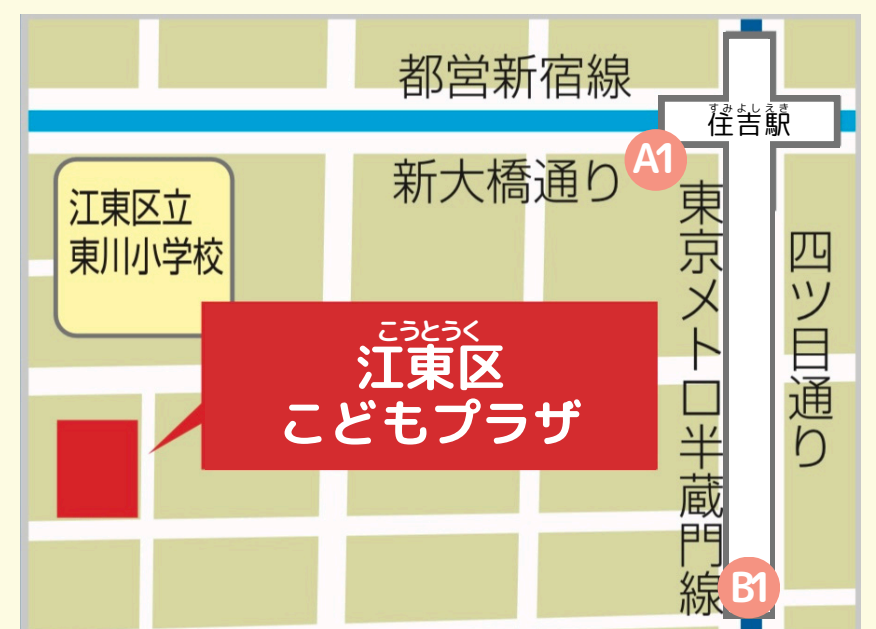 都営新宿線
すみよしえき
住吉駅
A1
新大橋通り
江東区立
東川小学校
東京メトロ半蔵門線
四ツ目通り
こうとうく
江東区
こどもプラザ
B1